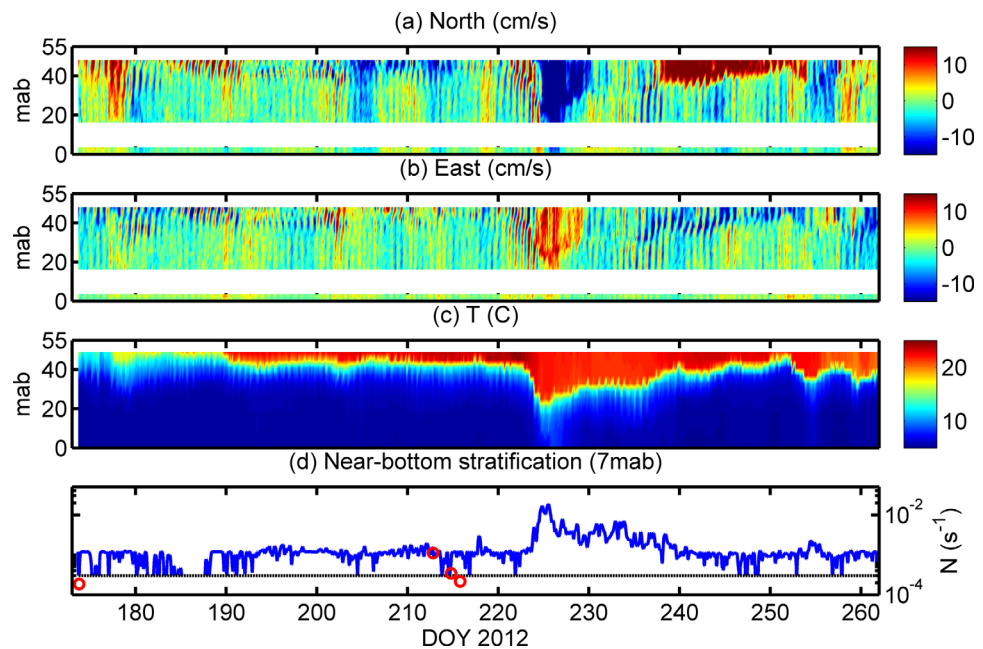 (a) North (cm/s)
55
40
20
0
mab
10
0
-10
(b) East (cm/s)
55
40
20
0
mab
10
0
-10
(c) T (C)
55
40
20
0
mab
20
10
(d) Near-bottom stratification (7mab)
10⁻²
10⁻⁴
N (s⁻¹)
180 190 200 210 220 230 240 250 260
DOY 2012